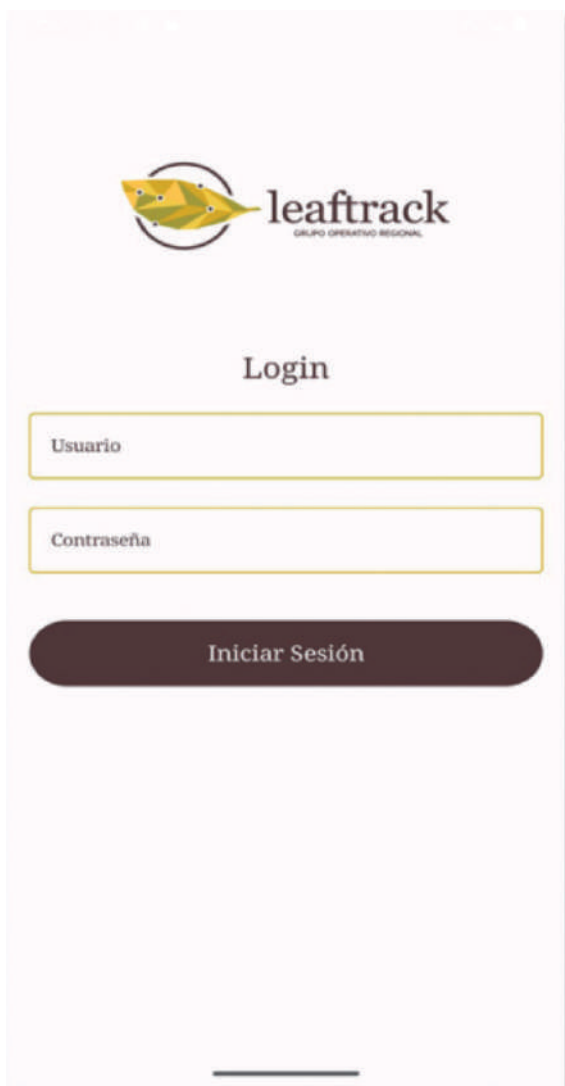 leaftrack
GRUPO OPERATIVO REGIONAL
Login
Usuario
Contraseña
Iniciar Sesión